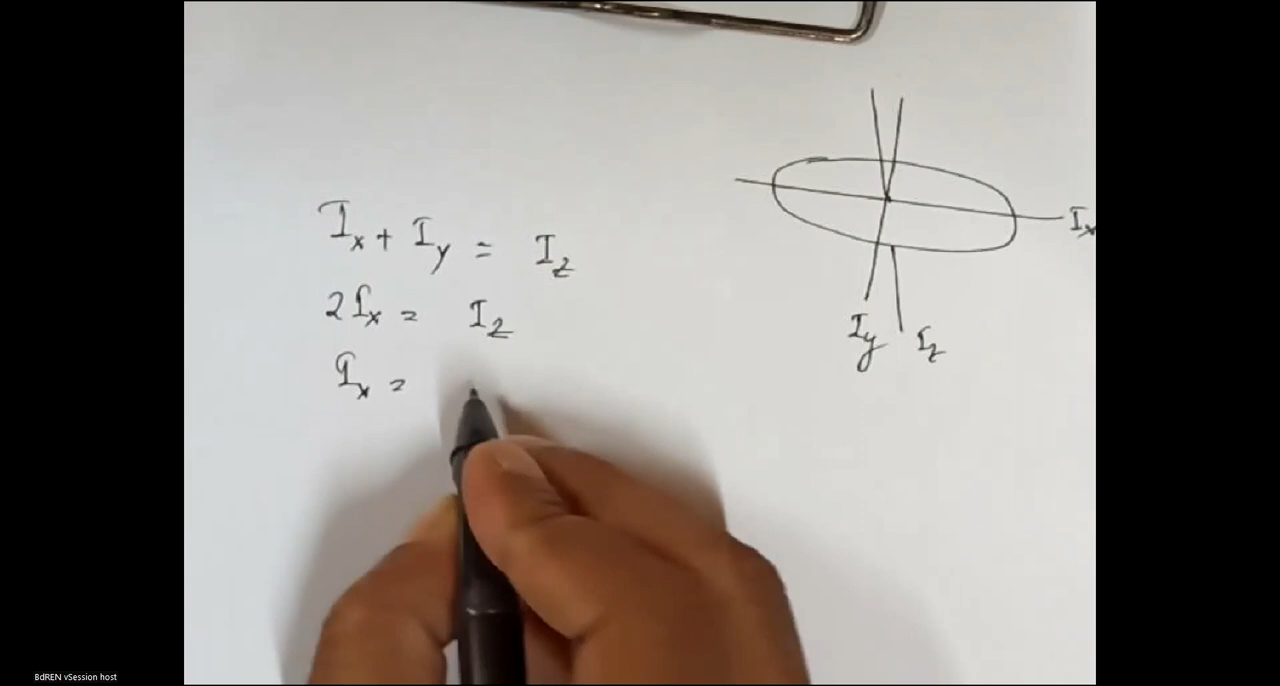 Ix + Iy = Iz
2Ix = Iz
Ix =
Ix
Iy
Iz
BdREN vSession host